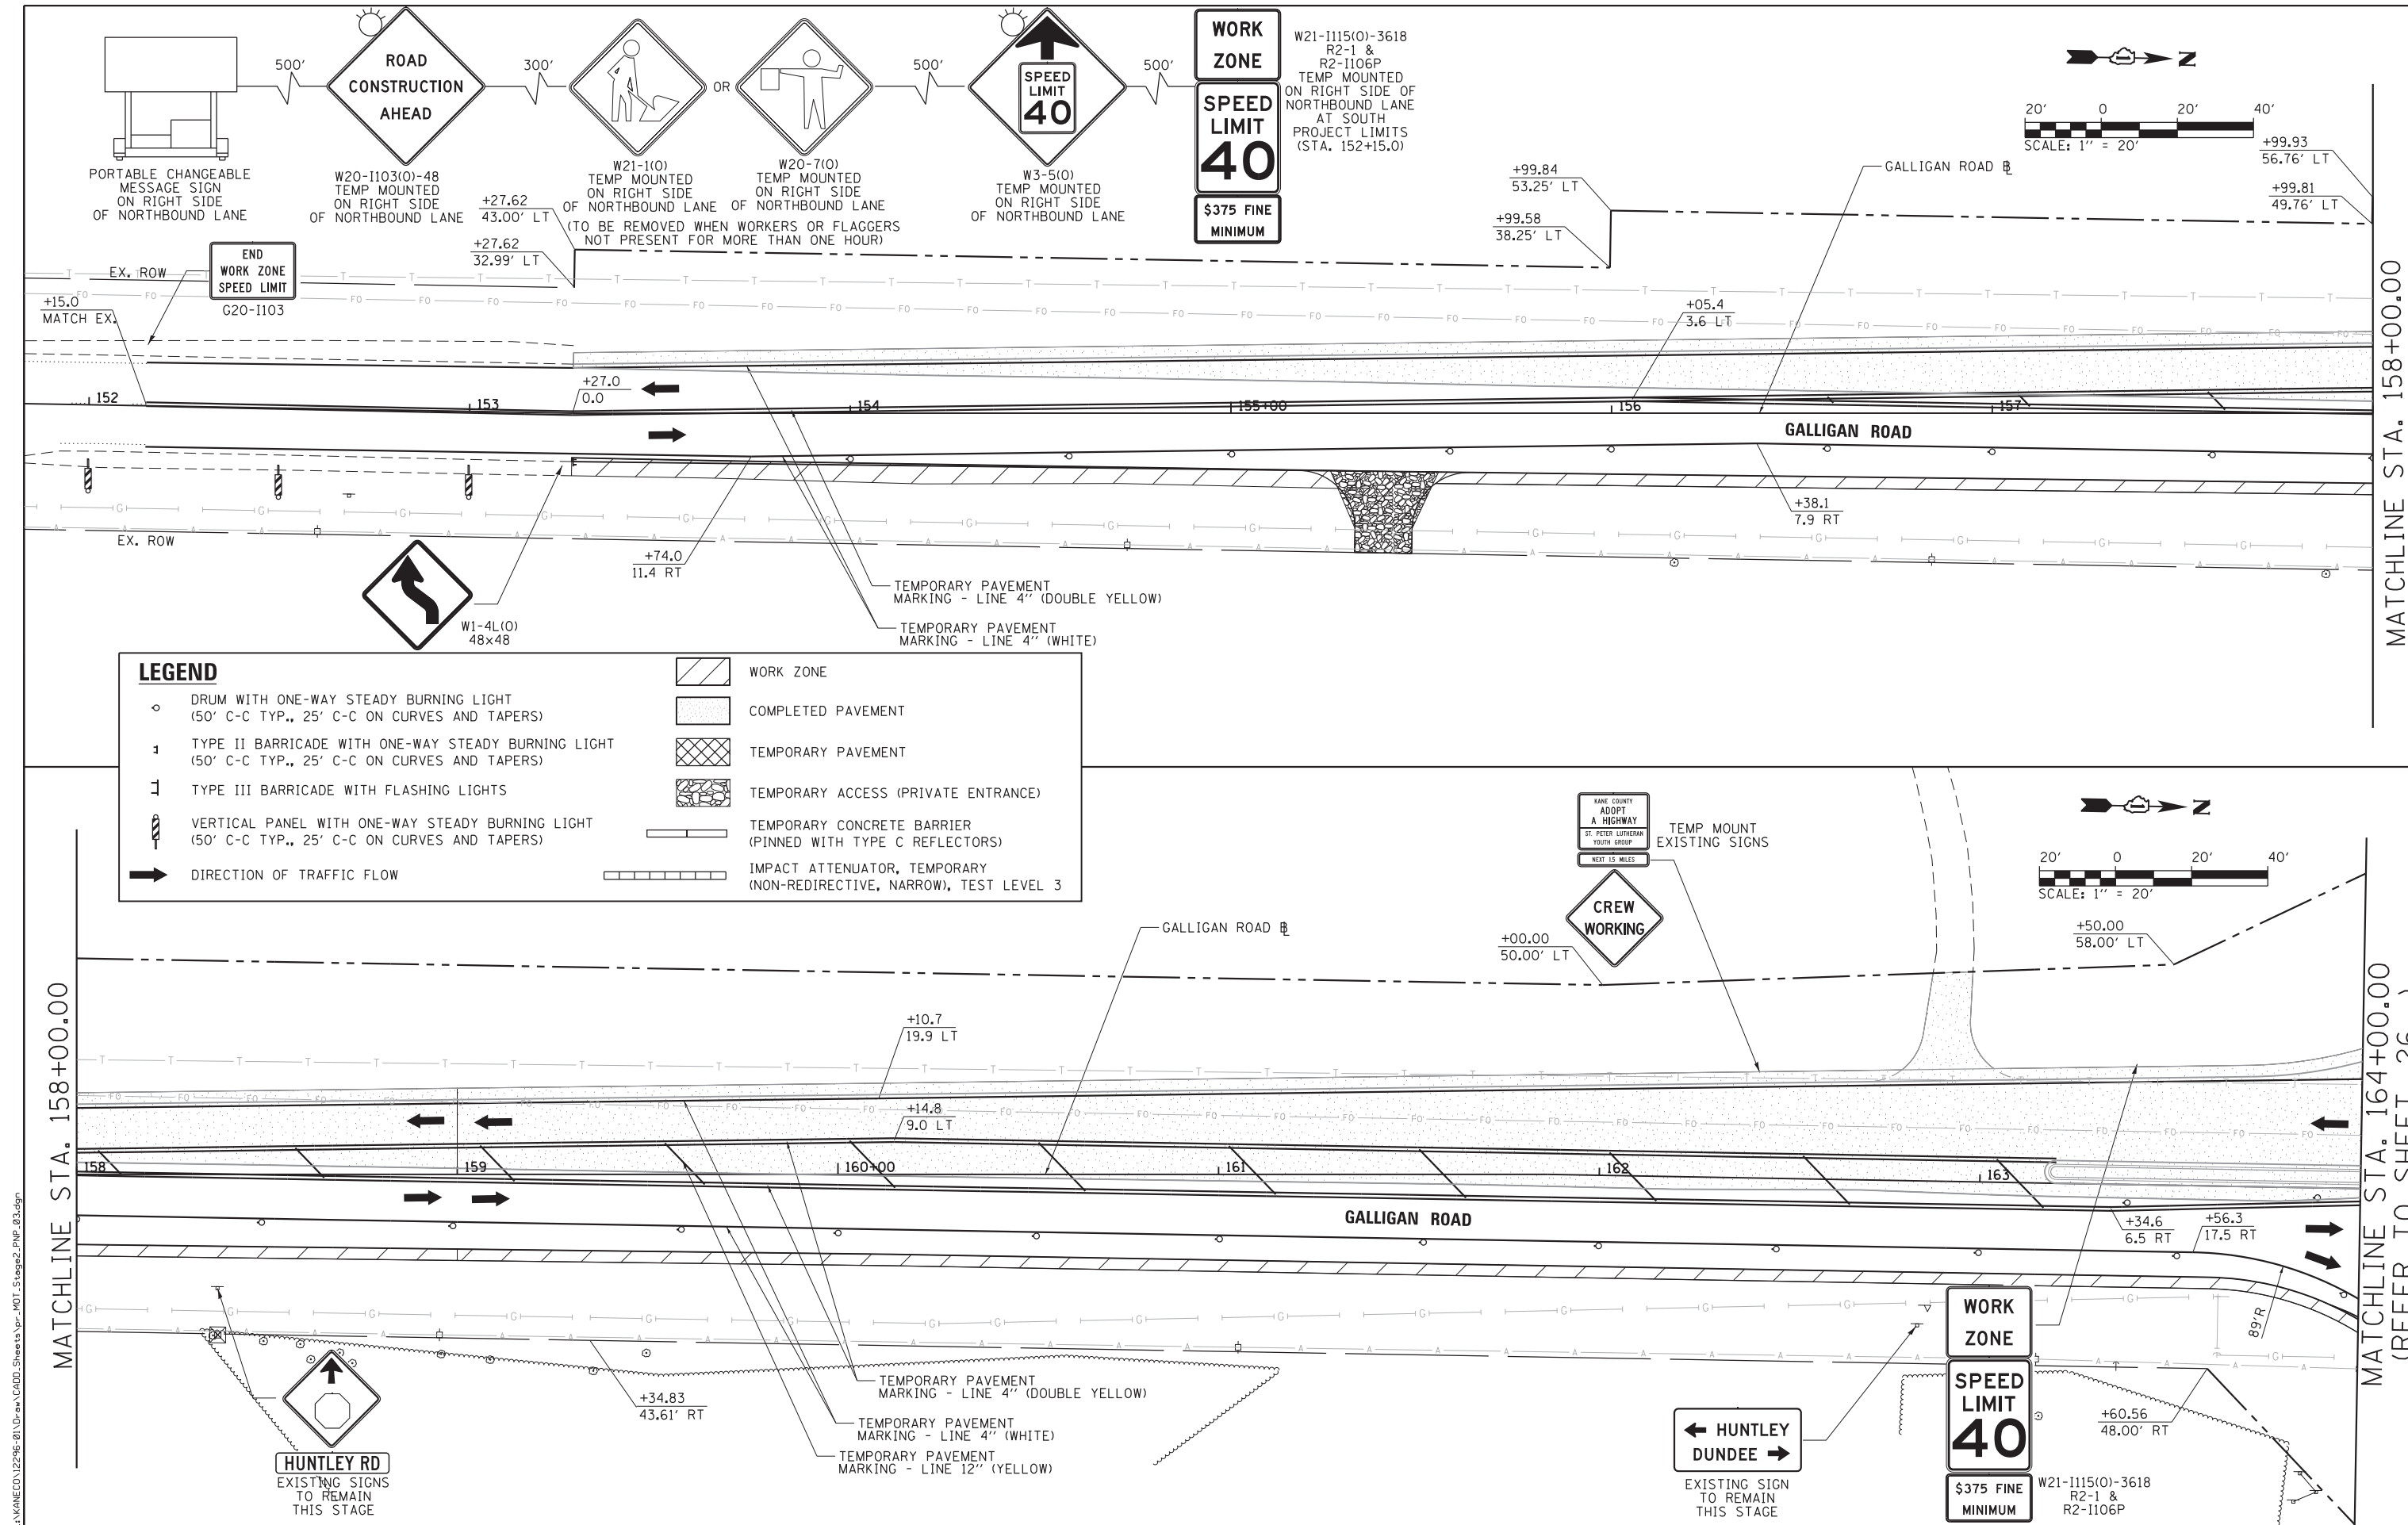 500'
ROAD
CONSTRUCTION
AHEAD
300'
OR
500'
SPEED
LIMIT
40
500'
WORK
ZONE
SPEED
LIMIT
40
$375 FINE
MINIMUM
W21-I115(O)-3618
R2-1 &
R2-I106P
TEMP MOUNTED
ON RIGHT SIDE OF
NORTHBOUND LANE
AT SOUTH
PROJECT LIMITS
(STA. 152+15.0)
N
20' 0 20' 40'
SCALE: 1'' = 20'
PORTABLE CHANGEABLE
MESSAGE SIGN
ON RIGHT SIDE
OF NORTHBOUND LANE
W20-I103(O)-48
TEMP MOUNTED
ON RIGHT SIDE
OF NORTHBOUND LANE
W21-1(O)
TEMP MOUNTED
ON RIGHT SIDE
OF NORTHBOUND LANE
W20-7(O)
TEMP MOUNTED
ON RIGHT SIDE
OF NORTHBOUND LANE
(TO BE REMOVED WHEN WORKERS OR FLAGGERS
NOT PRESENT FOR MORE THAN ONE HOUR)
W3-5(O)
TEMP MOUNTED
ON RIGHT SIDE
OF NORTHBOUND LANE
+27.62
43.00' LT
+27.62
32.99' LT
+99.84
53.25' LT
+99.58
38.25' LT
GALLIGAN ROAD ℄
+99.93
56.76' LT
+99.81
49.76' LT
EX. ROW
END
WORK ZONE
SPEED LIMIT
G20-I103
+15.0
MATCH EX.
+05.4
3.6 LT
+27.0
0.0
152 153 154 155+00 156 157
GALLIGAN ROAD
MATCHLINE STA. 158+00.00
EX. ROW
+74.0
11.4 RT
+38.1
7.9 RT
W1-4L(O)
48x48
TEMPORARY PAVEMENT
MARKING - LINE 4'' (DOUBLE YELLOW)
TEMPORARY PAVEMENT
MARKING - LINE 4'' (WHITE)
LEGEND
DRUM WITH ONE-WAY STEADY BURNING LIGHT
(50' C-C TYP., 25' C-C ON CURVES AND TAPERS)
TYPE II BARRICADE WITH ONE-WAY STEADY BURNING LIGHT
(50' C-C TYP., 25' C-C ON CURVES AND TAPERS)
TYPE III BARRICADE WITH FLASHING LIGHTS
VERTICAL PANEL WITH ONE-WAY STEADY BURNING LIGHT
(50' C-C TYP., 25' C-C ON CURVES AND TAPERS)
DIRECTION OF TRAFFIC FLOW
WORK ZONE
COMPLETED PAVEMENT
TEMPORARY PAVEMENT
TEMPORARY ACCESS (PRIVATE ENTRANCE)
TEMPORARY CONCRETE BARRIER
(PINNED WITH TYPE C REFLECTORS)
IMPACT ATTENUATOR, TEMPORARY
(NON-REDIRECTIVE, NARROW), TEST LEVEL 3
KANE COUNTY
ADOPT
A HIGHWAY
ST. PETER LUTHERAN
YOUTH GROUP
NEXT 1.5 MILES
TEMP MOUNT
EXISTING SIGNS
CREW
WORKING
N
20' 0 20' 40'
SCALE: 1'' = 20'
GALLIGAN ROAD ℄
+00.00
50.00' LT
+50.00
58.00' LT
MATCHLINE STA. 158+00.00
+10.7
19.9 LT
+14.8
9.0 LT
158 159 160+00 161 162 163
GALLIGAN ROAD
+34.6
6.5 RT
+56.3
17.5 RT
89'R
MATCHLINE STA. 164+00.00
(REFER TO SHEET 26 )
HUNTLEY RD
EXISTING SIGNS
TO REMAIN
THIS STAGE
+34.83
43.61' RT
TEMPORARY PAVEMENT
MARKING - LINE 4'' (DOUBLE YELLOW)
TEMPORARY PAVEMENT
MARKING - LINE 4'' (WHITE)
TEMPORARY PAVEMENT
MARKING - LINE 12'' (YELLOW)
HUNTLEY
DUNDEE
EXISTING SIGN
TO REMAIN
THIS STAGE
WORK
ZONE
SPEED
LIMIT
40
$375 FINE
MINIMUM
W21-I115(O)-3618
R2-1 &
R2-I106P
+60.56
48.00' RT